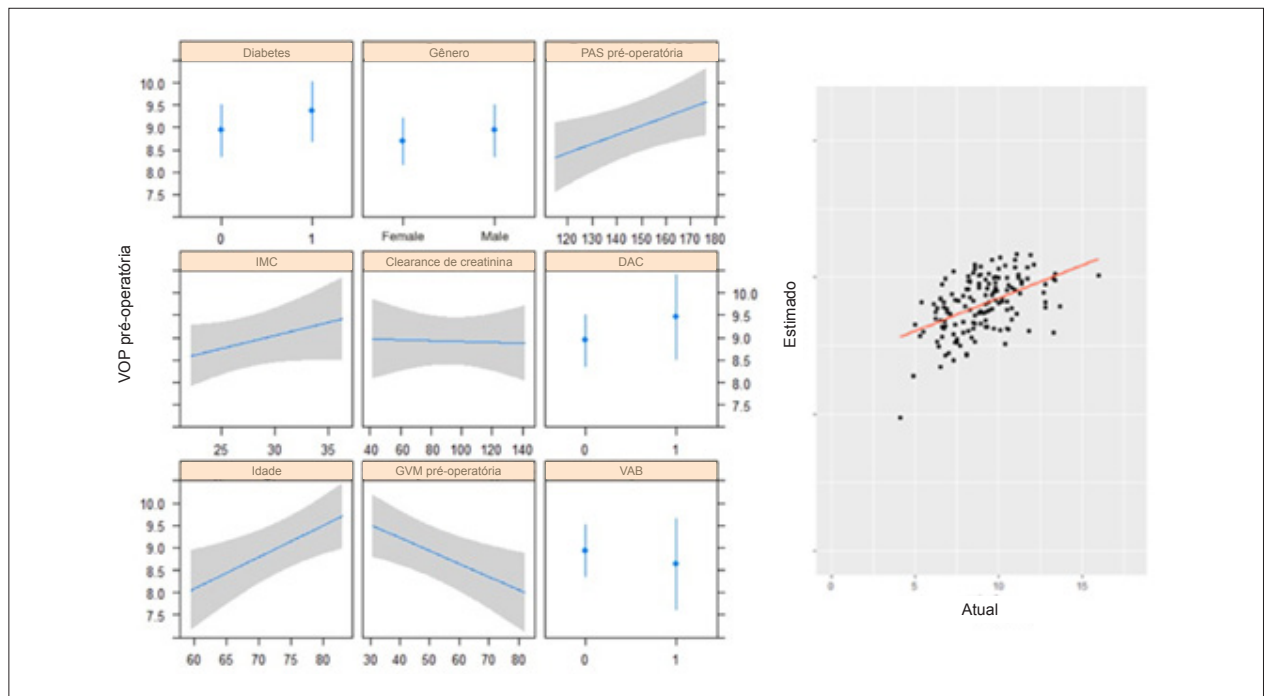 Diabetes Gênero PAS pré-operatória
10.0
9.5
9.0
8.5
8.0
7.5
0 1 Female Male 120 130 140 150 160 170 180
VOP pré-operatória
IMC Clearance de creatinina DAC
10.0
9.5
9.0
8.5
8.0
7.5
25 30 35 40 60 80 100 120 140 0 1
Idade GVM pré-operatória VAB
10.0
9.5
9.0
8.5
8.0
7.5
60 65 70 75 80 30 40 50 60 70 80 0 1
Estimado
0 5 10 15
Atual